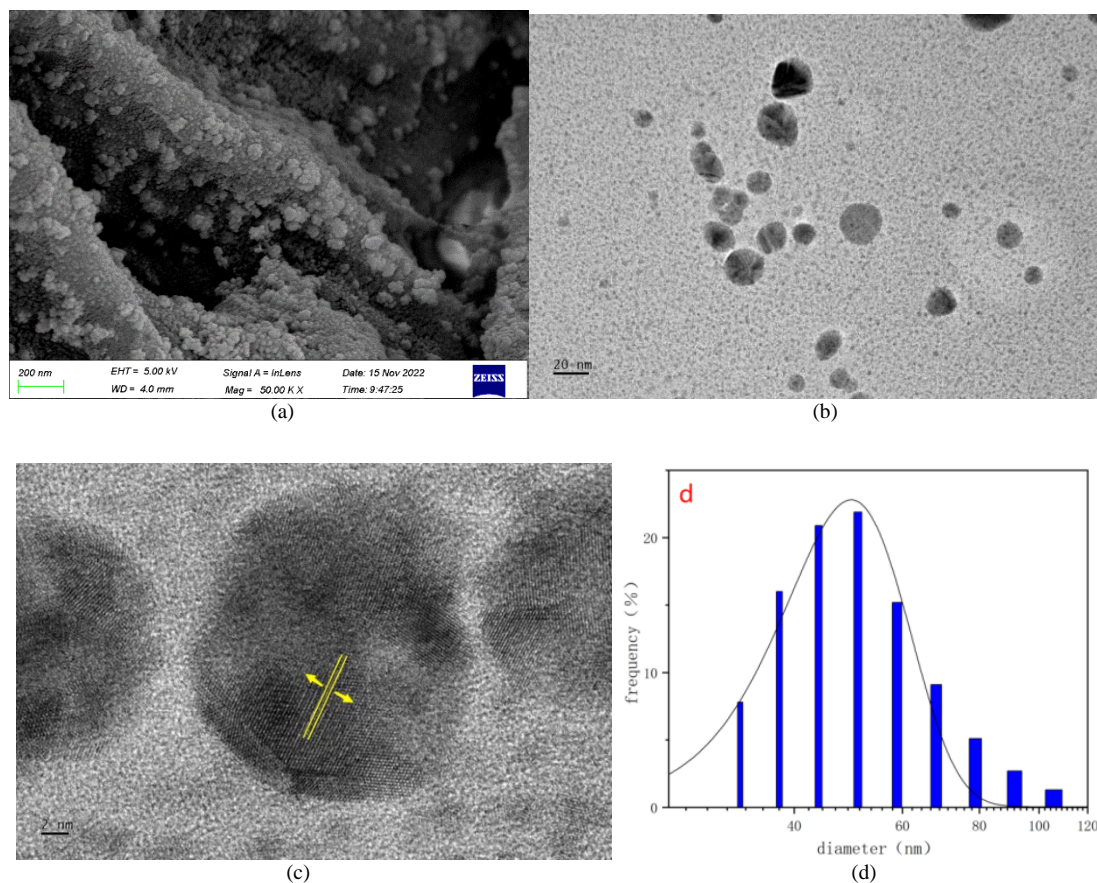 200 nm
EHT = 5.00 kV
Signal A = InLens
Date: 15 Nov 2022
WD = 4.0 mm
Mag = 50.00 K X
Time: 9:47:25
ZEISS
20 nm
(a)
(b)
2 nm
d
20
10
0
frequency (%)
40
60
80
100
120
diameter (nm)
(c)
(d)